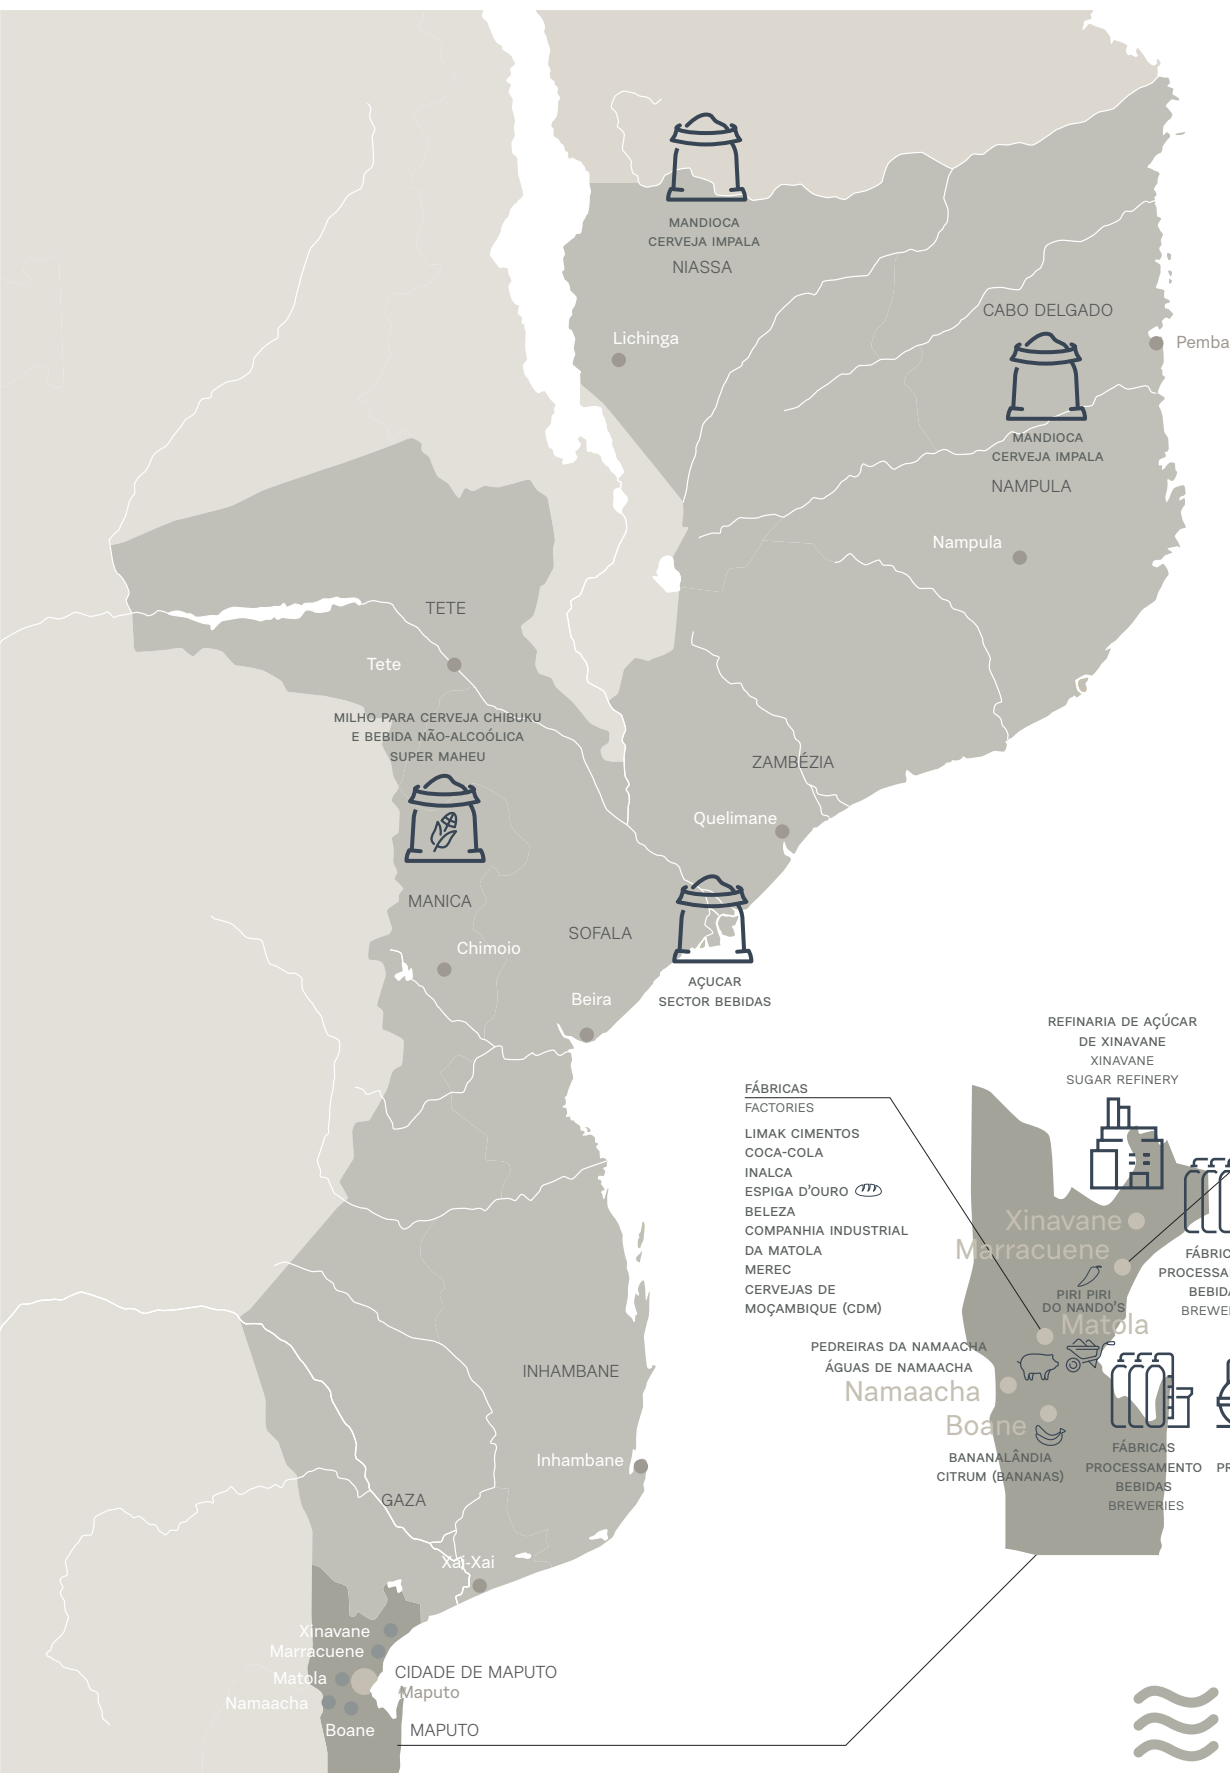 MANDIOCA
CERVEJA IMPALA
NIASSA
CABO DELGADO
Lichinga
Pemba
MANDIOCA
CERVEJA IMPALA
NAMPULA
Nampula
TETE
Tete
MILHO PARA CERVEJA CHIBUKU
E BEBIDA NÃO-ALCOÓLICA
SUPER MAHEU
ZAMBÉZIA
Quelimane
MANICA
SOFALA
Chimoio
Beira
AÇUCAR
SECTOR BEBIDAS
REFINARIA DE AÇÚCAR
DE XINAVANE
XINAVANE
SUGAR REFINERY
FÁBRICAS
FACTORIES
LIMAK CIMENTOS
COCA-COLA
INALCA
ESPIGA D'OURO
BELEZA
COMPANHIA INDUSTRIAL
DA MATOLA
MEREC
CERVEJAS DE
MOÇAMBIQUE (CDM)
Xinavane
Marracuene
FÁBRIC
PROCESSA
BEBIDA
BREWE
PIRI PIRI
DO NANDO'S
Matola
PEDREIRAS DA NAMAACHA
ÁGUAS DE NAMAACHA
Namaacha
Boane
BANANALÂNDIA
CITRUM (BANANAS)
FÁBRICAS
PROCESSAMENTO
BEBIDAS
BREWERIES
PR
INHAMBANE
Inhambane
GAZA
Xai-Xai
Xinavane
Marracuene
Matola
Namaacha
Boane
CIDADE DE MAPUTO
Maputo
MAPUTO